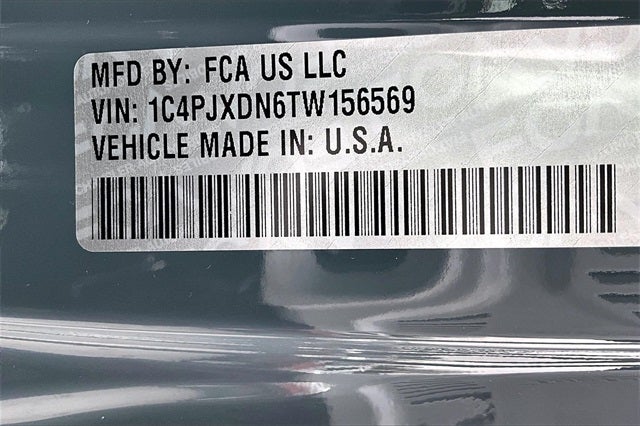 MFD BY: FCA US LLC
VIN: 1C4PJXDN6TW156569
VEHICLE MADE IN: U.S.A.